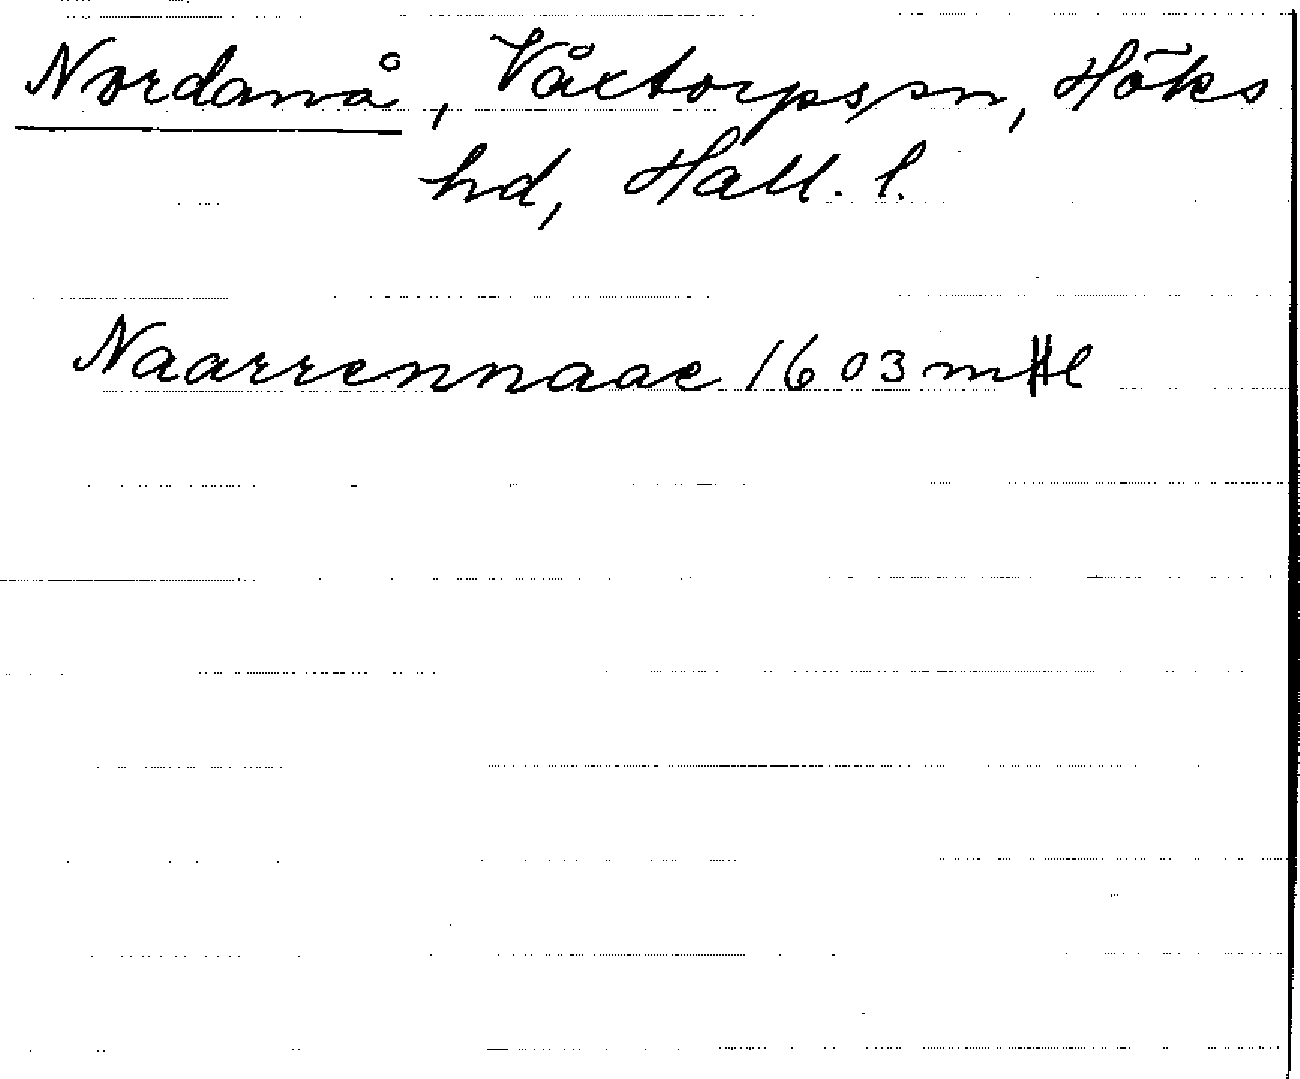 Nordanå, Våxtorps sn, Höks
hd, Hall. l.
Naarrennaae 1603 mHl